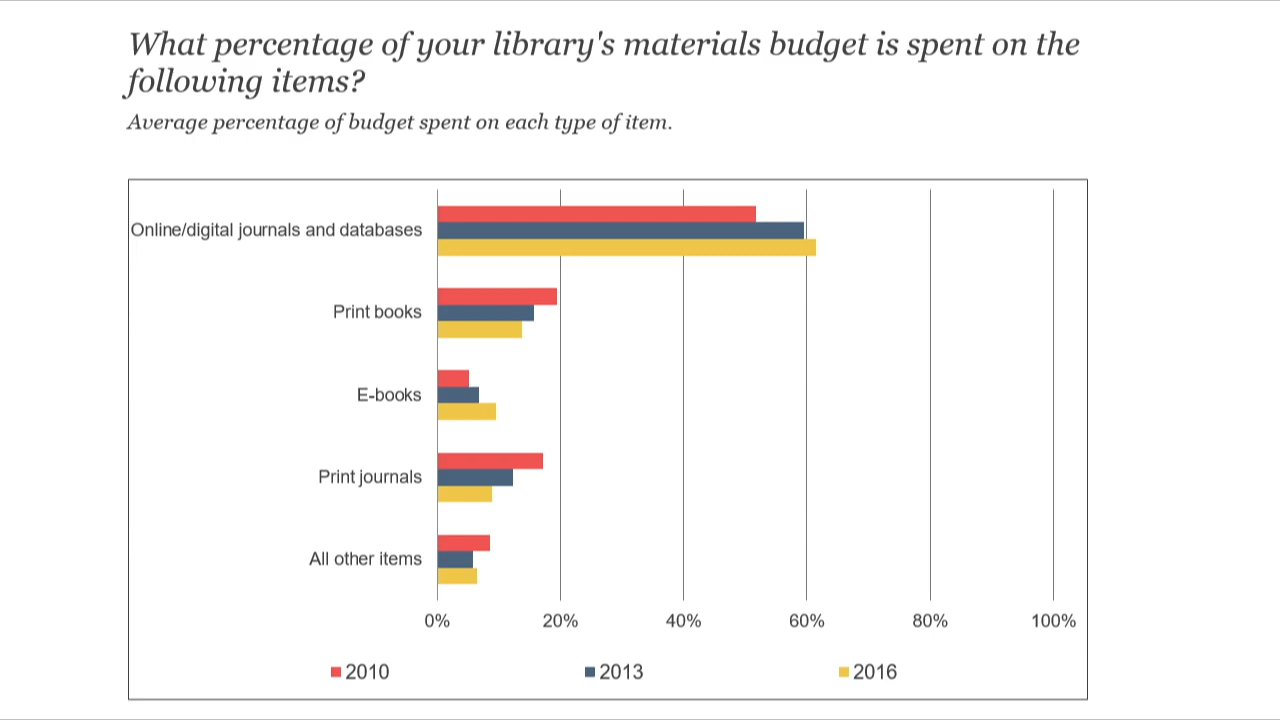 What percentage of your library's materials budget is spent on the
following items?
Average percentage of budget spent on each type of item.
Online/digital journals and databases
Print books
E-books
Print journals
All other items
0% 20% 40% 60% 80% 100%
2010 2013 2016